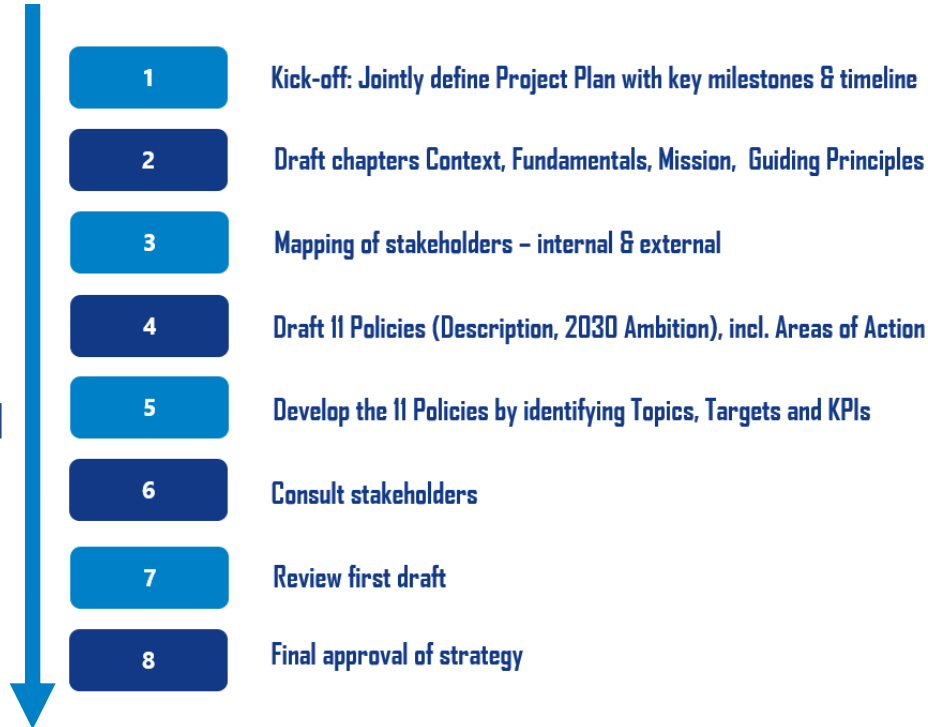 1 Kick-off: Jointly define Project Plan with key milestones & timeline
2 Draft chapters Context, Fundamentals, Mission, Guiding Principles
3 Mapping of stakeholders – internal & external
4 Draft 11 Policies (Description, 2030 Ambition), incl. Areas of Action
5 Develop the 11 Policies by identifying Topics, Targets and KPIs
6 Consult stakeholders
7 Review first draft
8 Final approval of strategy